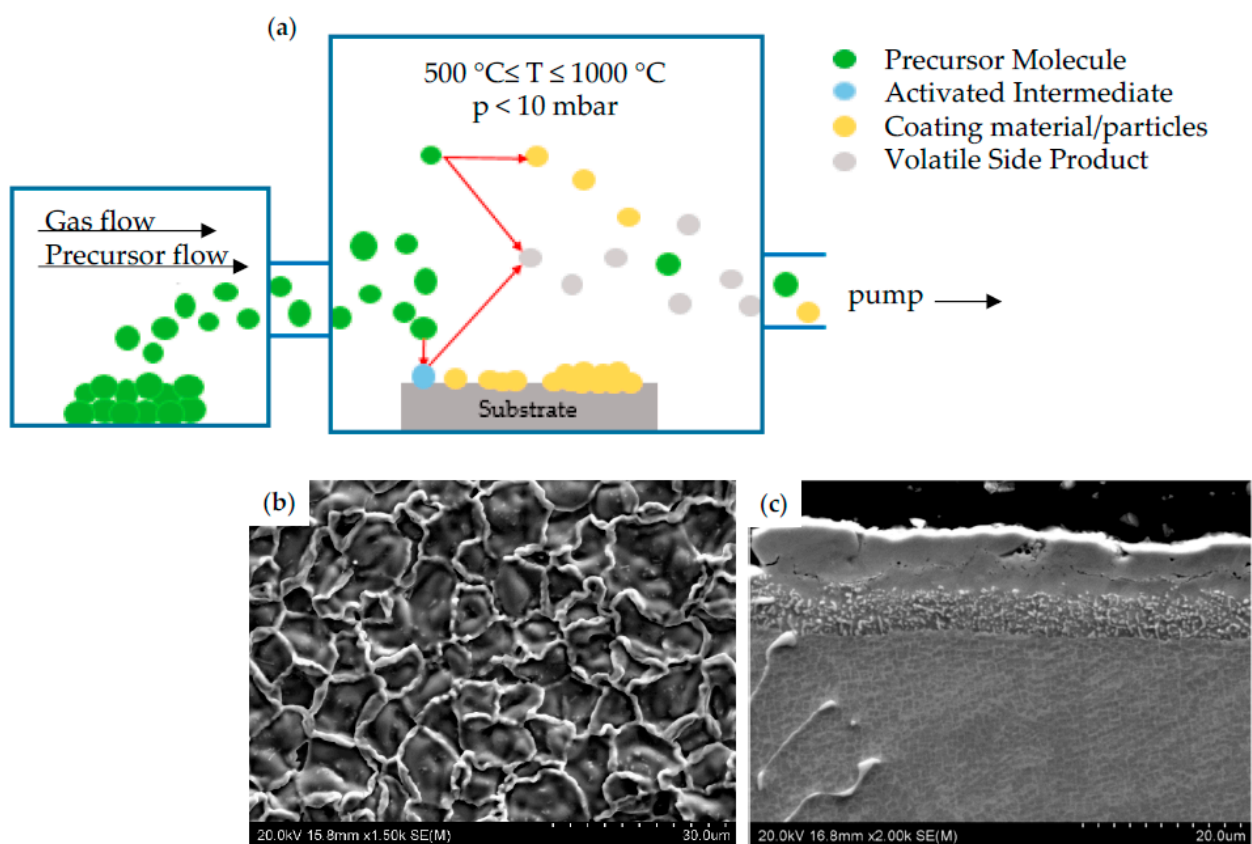 (a)
500 °C≤ T ≤ 1000 °C
p < 10 mbar
Precursor Molecule
Activated Intermediate
Coating material/particles
Volatile Side Product
Gas flow
Precursor flow
pump
Substrate
(b)
(c)
20.0kV 15.8mm x1.50k SE(M)
30.0um
20.0kV 16.8mm x2.00k SE(M)
20.0um